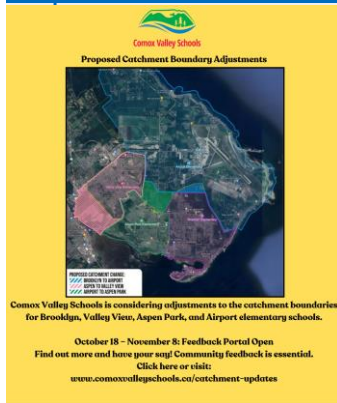 Comox Valley Schools
Proposed Catchment Boundary Adjustments
PROPOSED CATCHMENT CHANGE:
BROOKLYN TO AIRPORT
ASPEN TO VALLEY VIEW
AIRPORT TO ASPEN PARK
Comox Valley Schools is considering adjustments to the catchment boundaries
for Brooklyn, Valley View, Aspen Park, and Airport elementary schools.
October 18 – November 8: Feedback Portal Open
Find out more and have your say! Community feedback is essential.
Click here or visit:
www.comoxvalleyschools.ca/catchment-updates